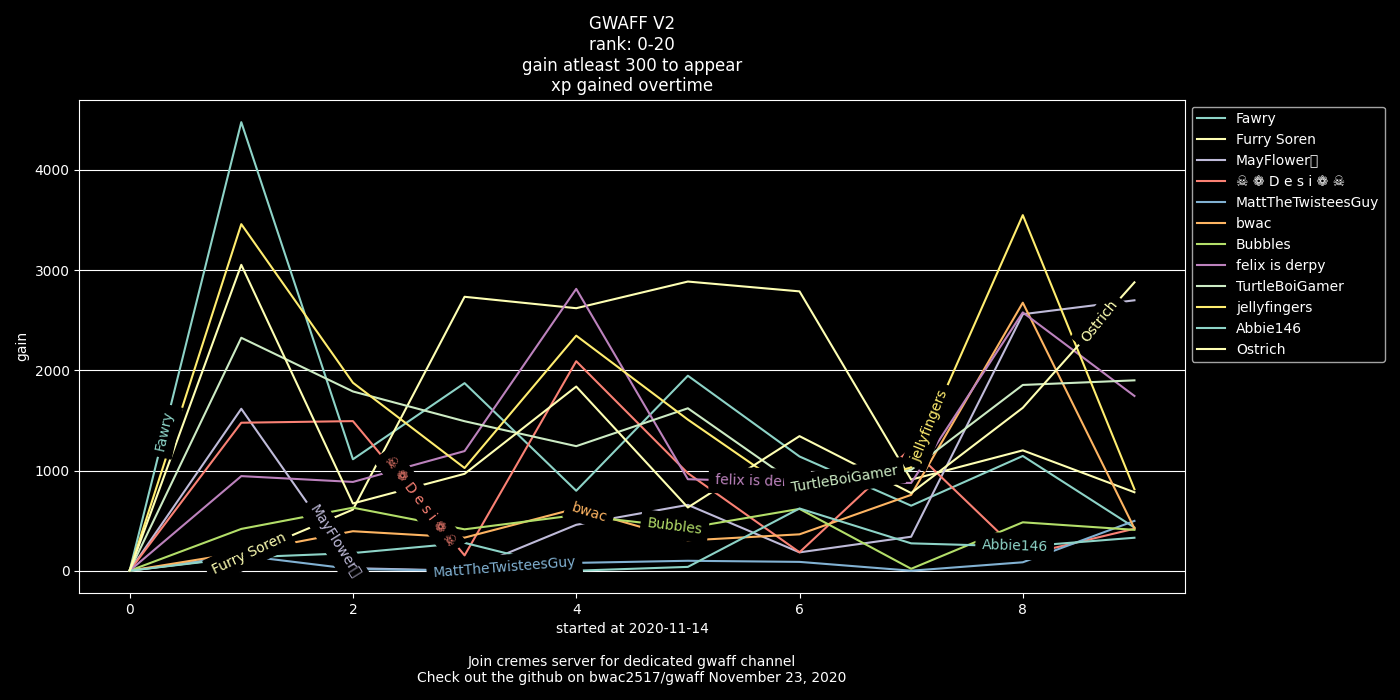 GWAFF V2
rank: 0-20
gain atleast 300 to appear
xp gained overtime
gain
4000
3000
2000
1000
0
0
2
4
6
8
started at 2020-11-14
Fawry
Furry Soren
MayFlower▯
☠ ❁ D e s i ❁ ☠
MattTheTwisteesGuy
bwac
Bubbles
felix is der
TurtleBoiGamer
jellyfingers
Abbie146
Ostrich
Fawry
Furry Soren
MayFlower▯
☠ ❁ D e s i ❁ ☠
MattTheTwisteesGuy
bwac
Bubbles
felix is derpy
TurtleBoiGamer
jellyfingers
Abbie146
Ostrich
Join cremes server for dedicated gwaff channel
Check out the github on bwac2517/gwaff November 23, 2020